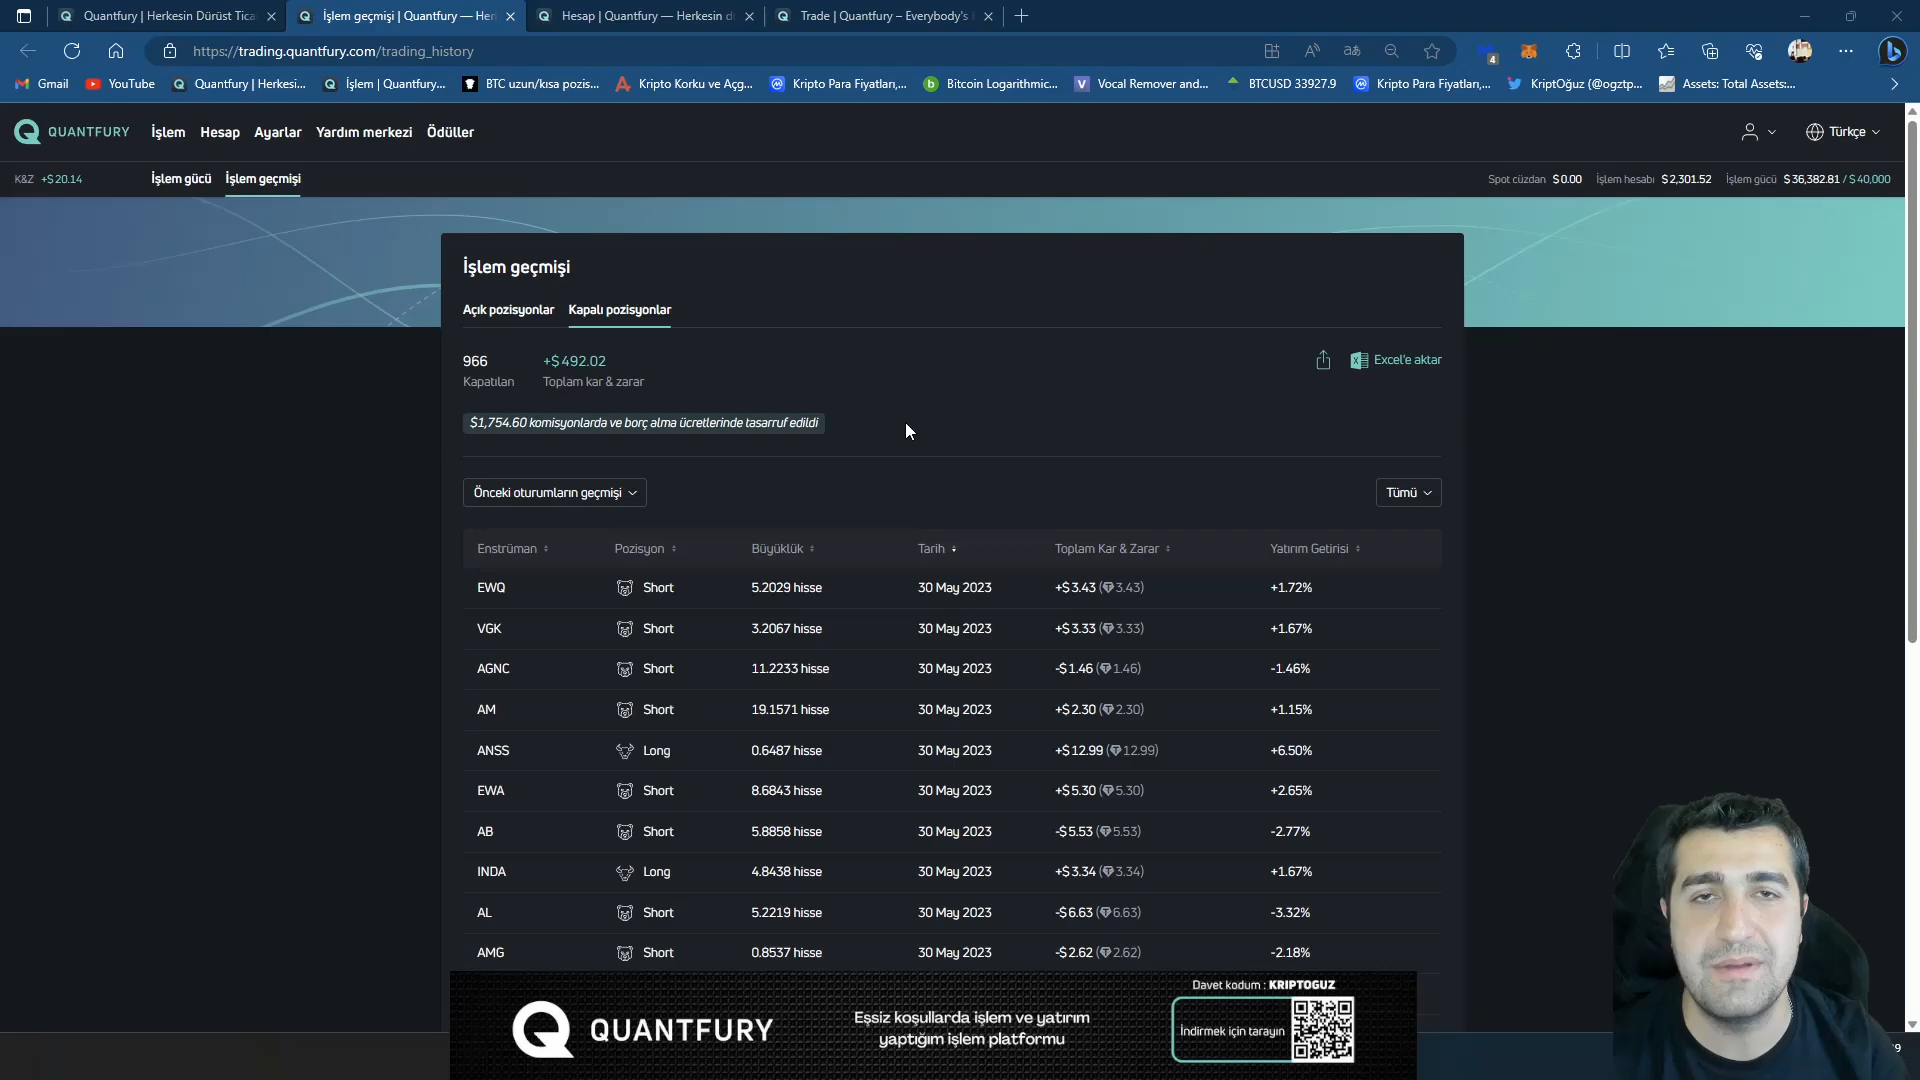 Quantfury | Herkesin Dürüst Tica
İşlem geçmişi | Quantfury — Her
Hesap | Quantfury — Herkesin d
Trade | Quantfury – Everybody's
https://trading.quantfury.com/trading_history
4
Gmail
YouTube
Quantfury | Herkesi...
İşlem | Quantfury...
BTC uzun/kısa pozis...
Kripto Korku ve Açg...
Kripto Para Fiyatları,...
Bitcoin Logarithmic...
Vocal Remover and...
BTCUSD 33927.9
Kripto Para Fiyatları,...
KriptOğuz (@ogztp...
Assets: Total Assets:...
QUANTFURY İşlem Hesap Ayarlar Yardım merkezi Ödüller Türkçe
K&Z +$20.14 İşlem gücü İşlem geçmişi Spot cüzdan $0.00 İşlem hesabı $2,301.52 İşlem gücü $36,382.81 / $40,000
İşlem geçmişi
Açık pozisyonlar Kapalı pozisyonlar
966 +$492.02 Excel'e aktar
Kapatılan Toplam kar & zarar
$1,754.60 komisyonlarda ve borç alma ücretlerinde tasarruf edildi
Önceki oturumların geçmişi Tümü
Enstrüman Pozisyon Büyüklük Tarih Toplam Kar & Zarar Yatırım Getirisi
EWQ Short 5.2029 hisse 30 May 2023 +$3.43 (3.43) +1.72%
VGK Short 3.2067 hisse 30 May 2023 +$3.33 (3.33) +1.67%
AGNC Short 11.2233 hisse 30 May 2023 -$1.46 (1.46) -1.46%
AM Short 19.1571 hisse 30 May 2023 +$2.30 (2.30) +1.15%
ANSS Long 0.6487 hisse 30 May 2023 +$12.99 (12.99) +6.50%
EWA Short 8.6843 hisse 30 May 2023 +$5.30 (5.30) +2.65%
AB Short 5.8858 hisse 30 May 2023 -$5.53 (5.53) -2.77%
INDA Long 4.8438 hisse 30 May 2023 +$3.34 (3.34) +1.67%
AL Short 5.2219 hisse 30 May 2023 -$6.63 (6.63) -3.32%
AMG Short 0.8537 hisse 30 May 2023 -$2.62 (2.62) -2.18%
Davet kodum : KRIPTOGUZ
QUANTFURY
Eşsiz koşullarda işlem ve yatırım
yaptığım işlem platformu
İndirmek için tarayın